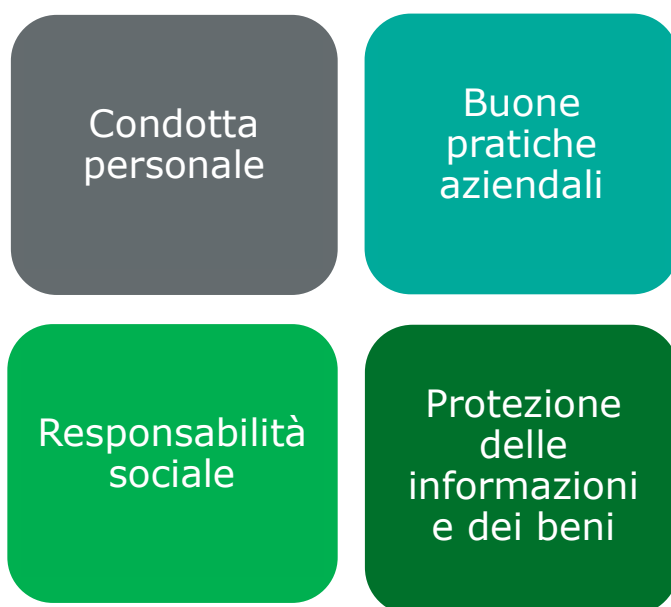 Condotta
personale
Buone
pratiche
aziendali
Responsabilità
sociale
Protezione
delle
informazioni
e dei beni